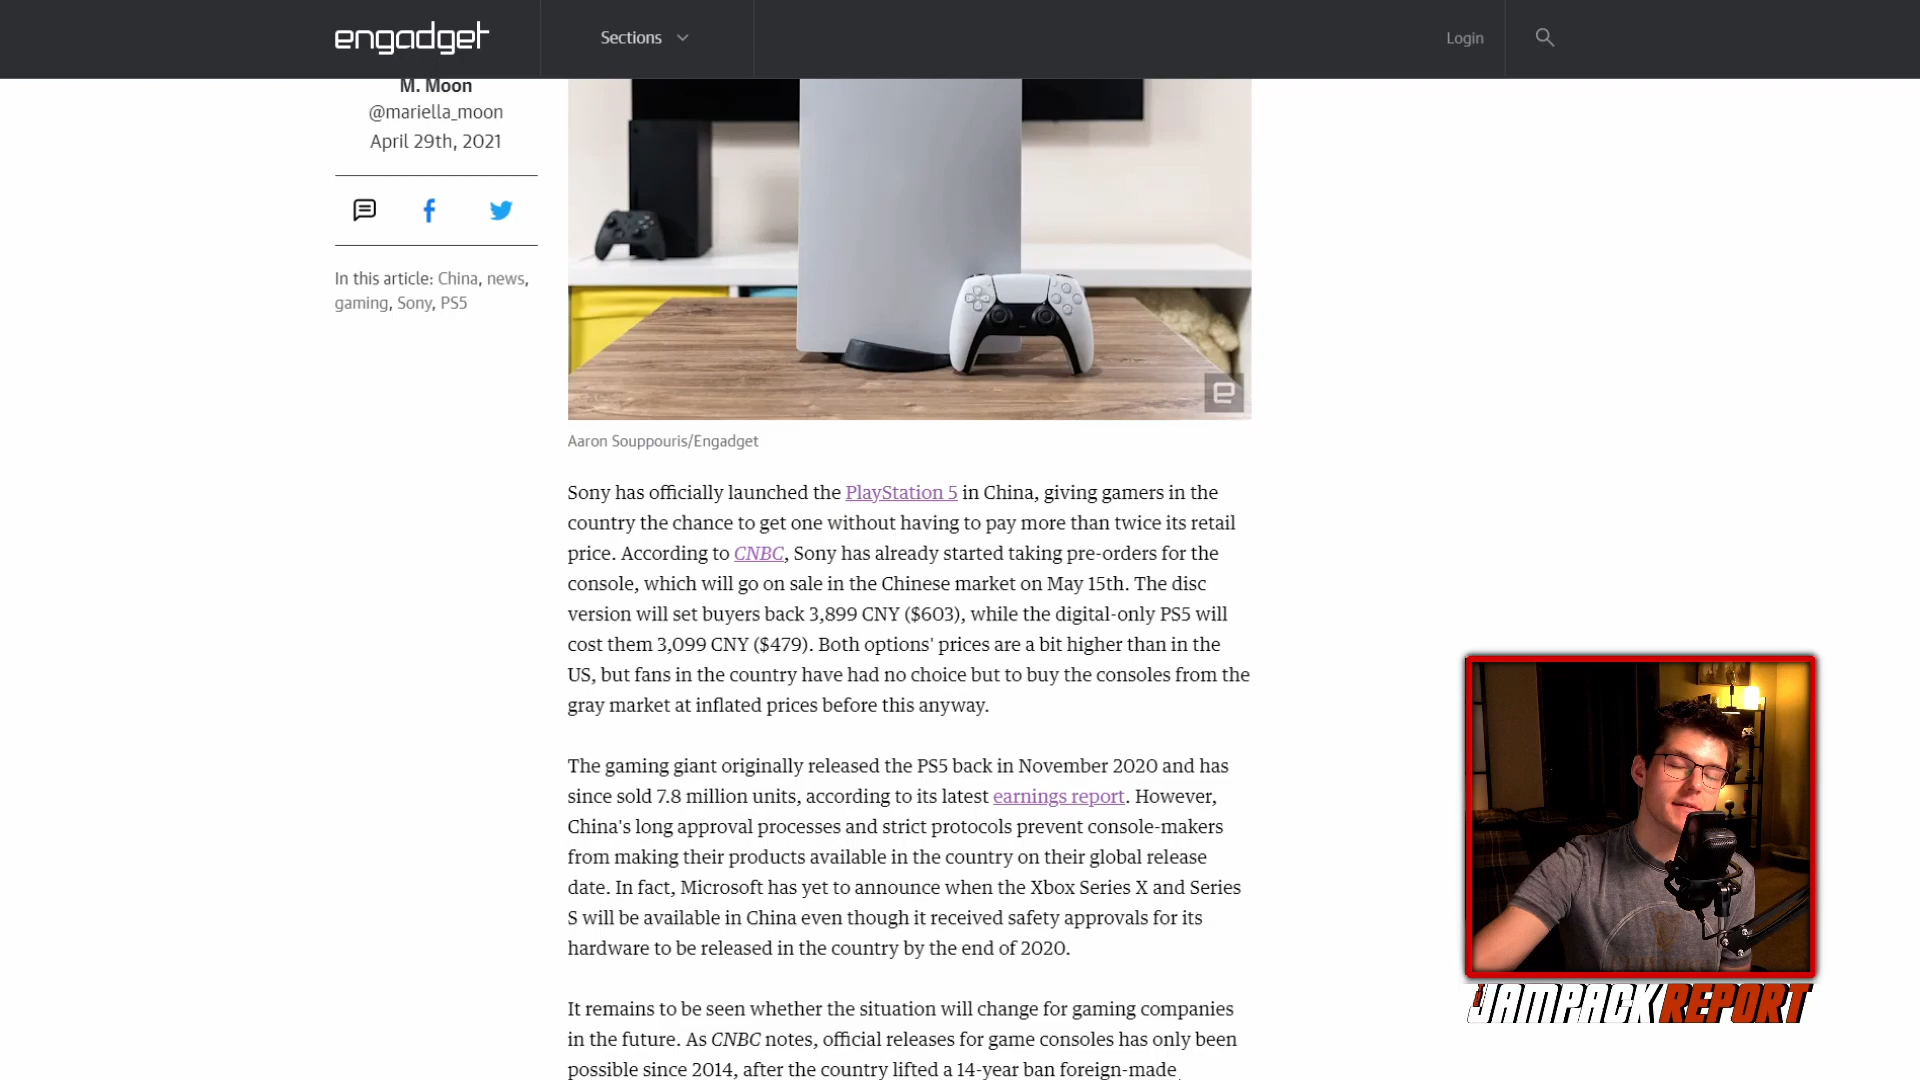 engadget
Sections
Login
M. Moon
@mariella_moon
April 29th, 2021
In this article: China, news,
gaming, Sony, PS5
Aaron Souppouris/Engadget
Sony has officially launched the PlayStation 5 in China, giving gamers in the
country the chance to get one without having to pay more than twice its retail
price. According to CNBC, Sony has already started taking pre-orders for the
console, which will go on sale in the Chinese market on May 15th. The disc
version will set buyers back 3,899 CNY ($603), while the digital-only PS5 will
cost them 3,099 CNY ($479). Both options' prices are a bit higher than in the
US, but fans in the country have had no choice but to buy the consoles from the
gray market at inflated prices before this anyway.
The gaming giant originally released the PS5 back in November 2020 and has
since sold 7.8 million units, according to its latest earnings report. However,
China's long approval processes and strict protocols prevent console-makers
from making their products available in the country on their global release
date. In fact, Microsoft has yet to announce when the Xbox Series X and Series
S will be available in China even though it received safety approvals for its
hardware to be released in the country by the end of 2020.
It remains to be seen whether the situation will change for gaming companies
in the future. As CNBC notes, official releases for game consoles has only been
possible since 2014, after the country lifted a 14-year ban foreign-made
JAMPACK REPORT